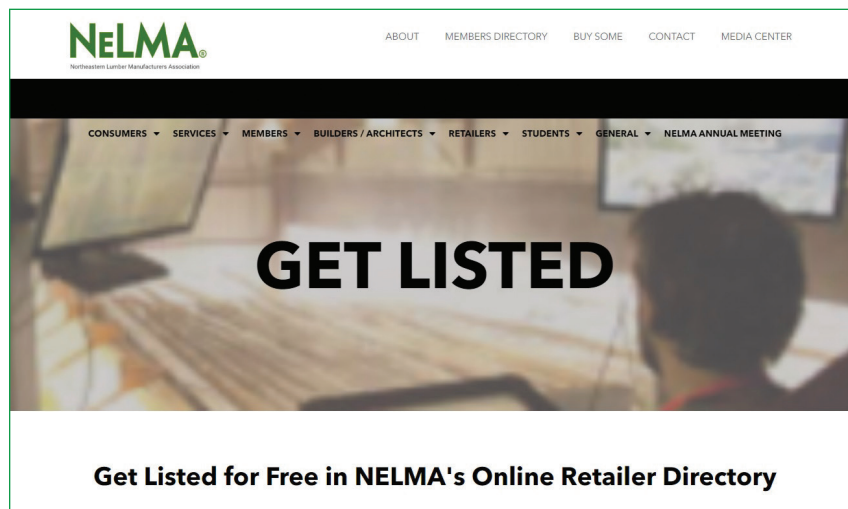 NELMA®
Northeastern Lumber Manufacturers Association
ABOUT MEMBERS DIRECTORY BUY SOME CONTACT MEDIA CENTER
CONSUMERS SERVICES MEMBERS BUILDERS / ARCHITECTS RETAILERS STUDENTS GENERAL NELMA ANNUAL MEETING
GET LISTED
Get Listed for Free in NELMA's Online Retailer Directory